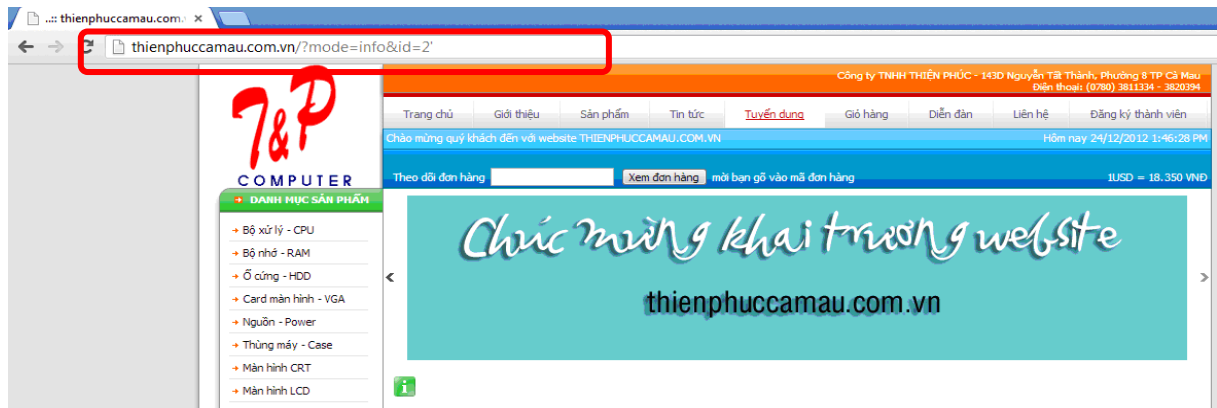 ..:: thienphuccamau.com.
thienphuccamau.com.vn/?mode=info&id=2'
Công ty TNHH THIỆN PHÚC - 143D Nguyễn Tất Thành, Phường 8 TP Cà Mau
Điện thoại: (0780) 3811334 - 3820394
T&P
COMPUTER
Trang chủ Giới thiệu Sản phẩm Tin tức Tuyển dụng Giỏ hàng Diễn đàn Liên hệ Đăng ký thành viên
Chào mừng quý khách đến với website THIENPHUCCAMAU.COM.VN Hôm nay 24/12/2012 1:46:28 PM
Theo dõi đơn hàng Xem đơn hàng mời bạn gõ vào mã đơn hàng 1USD = 18.350 VNĐ
DANH MỤC SẢN PHẨM
Bộ xử lý - CPU
Bộ nhớ - RAM
Ổ cứng - HDD
Card màn hình - VGA
Nguồn - Power
Thùng máy - Case
Màn hình CRT
Màn hình LCD
Chúc mừng khai trương website
thienphuccamau.com.vn